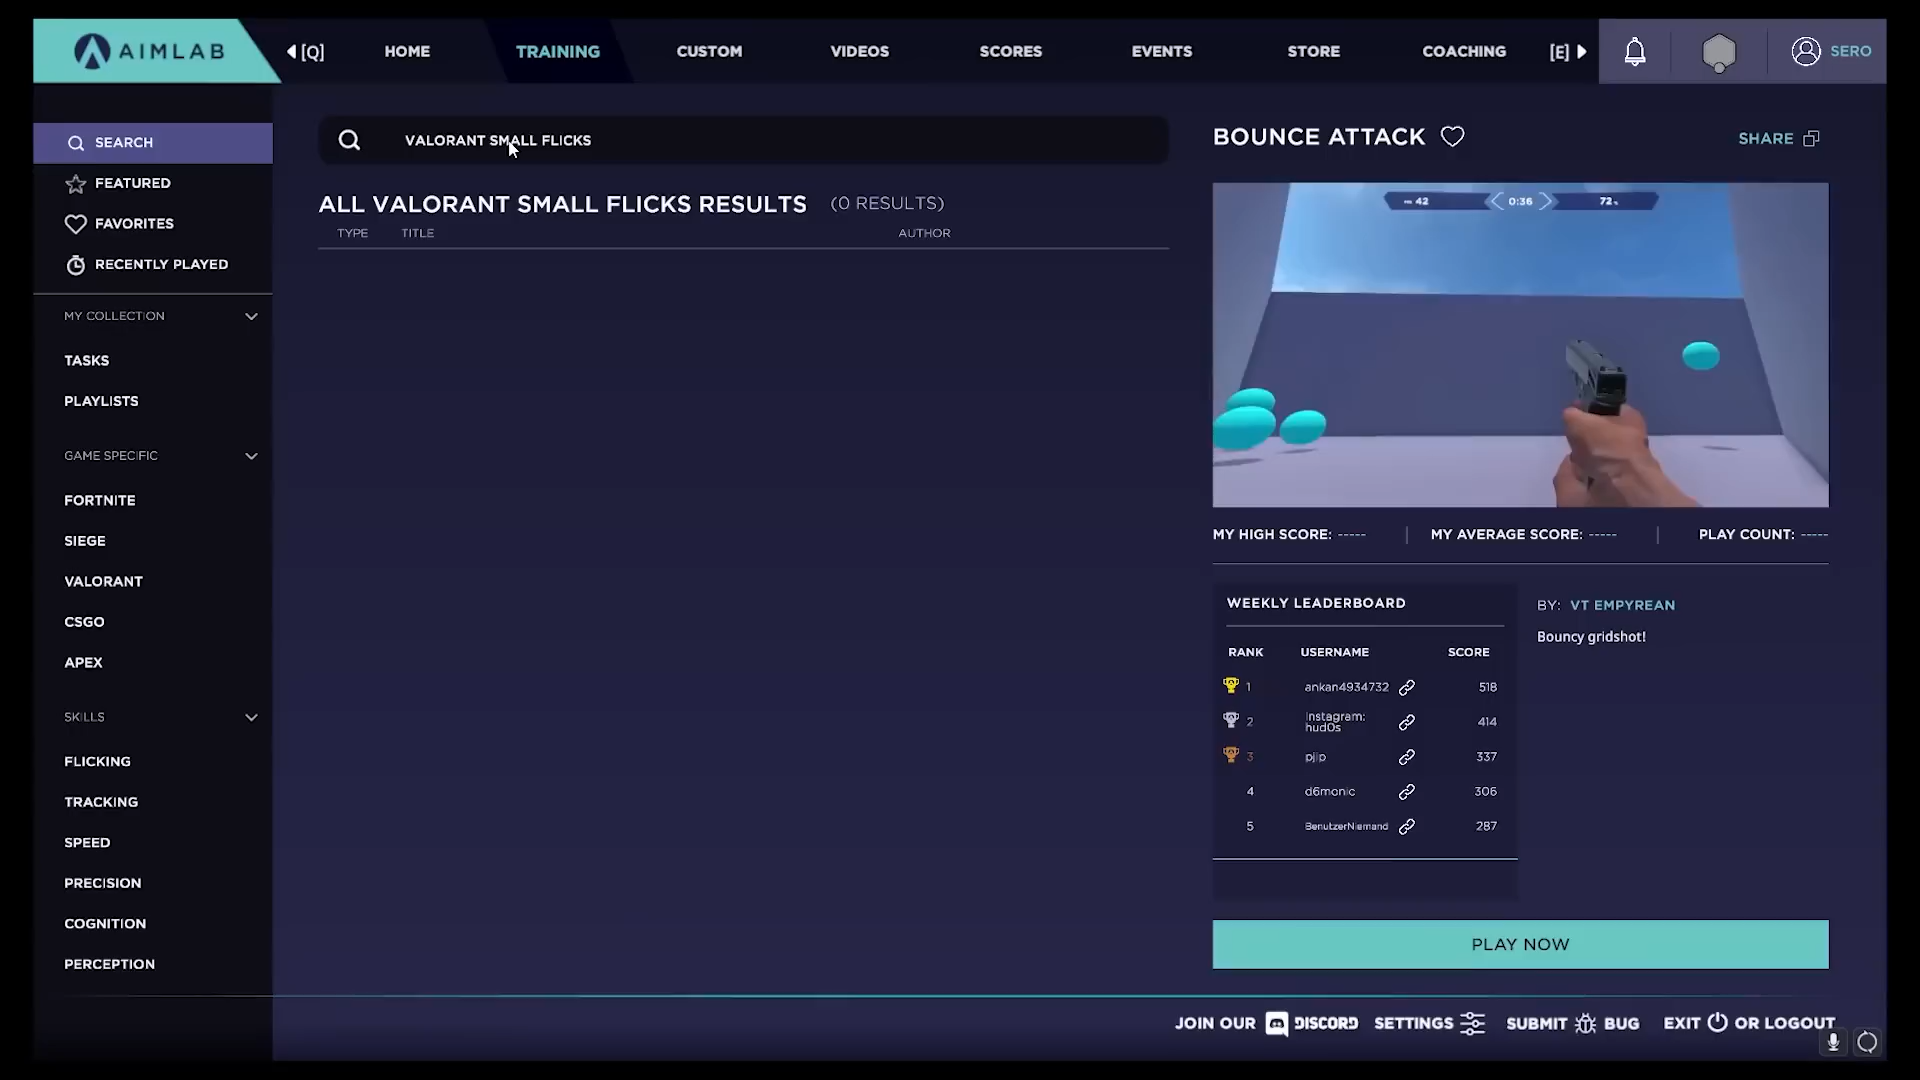 AIMLAB
[Q]
HOME
TRAINING
CUSTOM
VIDEOS
SCORES
EVENTS
STORE
COACHING
[E]
SERO
SEARCH
FEATURED
FAVORITES
RECENTLY PLAYED
MY COLLECTION
TASKS
PLAYLISTS
GAME SPECIFIC
FORTNITE
SIEGE
VALORANT
CSGO
APEX
SKILLS
FLICKING
TRACKING
SPEED
PRECISION
COGNITION
PERCEPTION
VALORANT SMALL FLICKS
ALL VALORANT SMALL FLICKS RESULTS (0 RESULTS)
TYPE TITLE AUTHOR
BOUNCE ATTACK
SHARE
42 0:36 72
MY HIGH SCORE: -----
MY AVERAGE SCORE: -----
PLAY COUNT: -----
WEEKLY LEADERBOARD
RANK USERNAME SCORE
1 ankan4934732 518
2 Instagram: hud0s 414
3 pjip 337
4 d6monic 306
5 BenutzerNiemand 287
BY: VT EMPYREAN
Bouncy gridshot!
PLAY NOW
JOIN OUR DISCORD
SETTINGS
SUBMIT BUG
EXIT OR LOGOUT